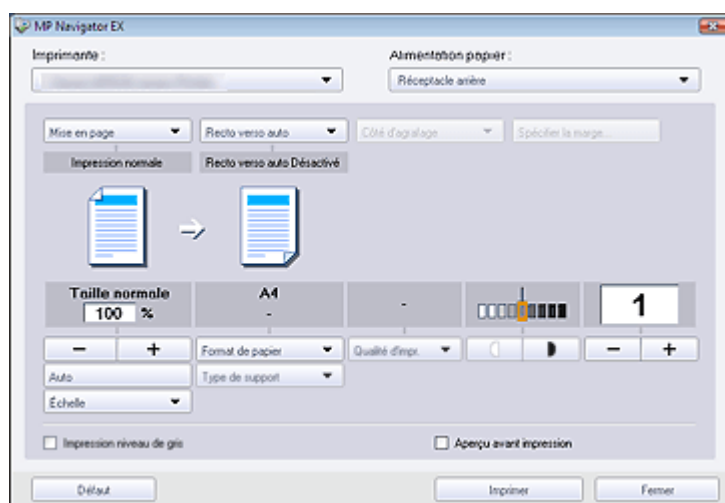 MP Navigator EX
Imprimante :
Alimentation papier :
Réceptacle arrière
Mise en page
Recto verso auto
Côté d'agrafage
Spécifier la marge...
Impression normale
Recto verso auto Désactivé
Taille normale
A4
100 %
-
-
1
Format de papier
Qualité d'impr.
Auto
Type de support
Échelle
Impression niveau de gris
Aperçu avant impression
Défaut
Imprimer
Fermer